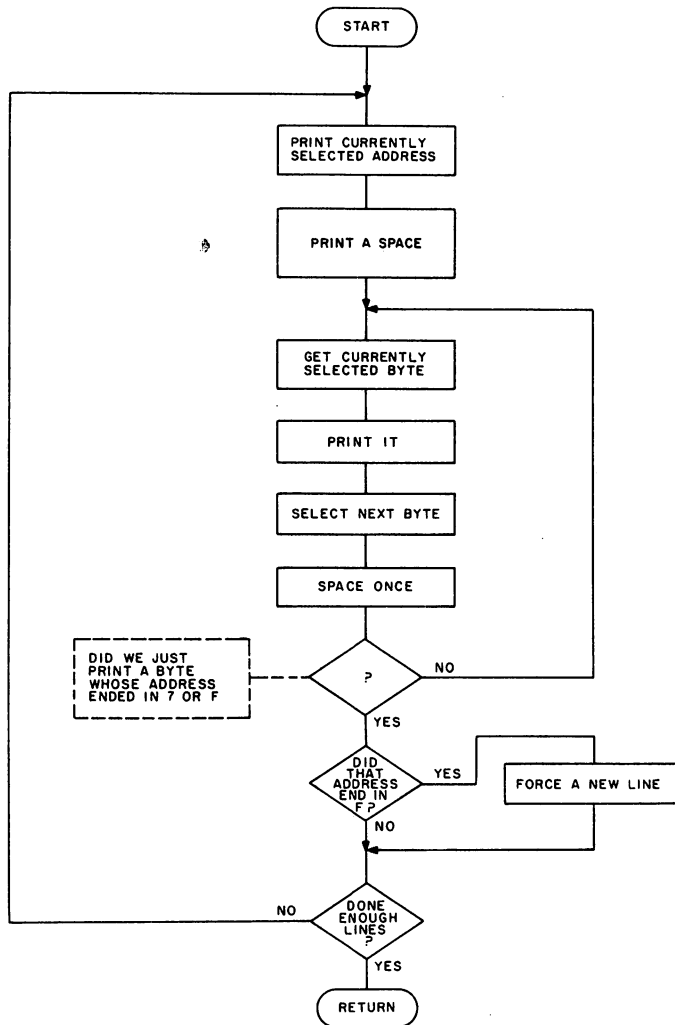 START
PRINT CURRENTLY
SELECTED ADDRESS
PRINT A SPACE
GET CURRENTLY
SELECTED BYTE
PRINT IT
SELECT NEXT BYTE
SPACE ONCE
DID WE JUST
PRINT A BYTE
WHOSE ADDRESS
ENDED IN 7 OR F
?
NO
YES
DID
THAT
ADDRESS
END IN
F?
YES
FORCE A NEW LINE
NO
DONE
ENOUGH
LINES
?
NO
YES
RETURN